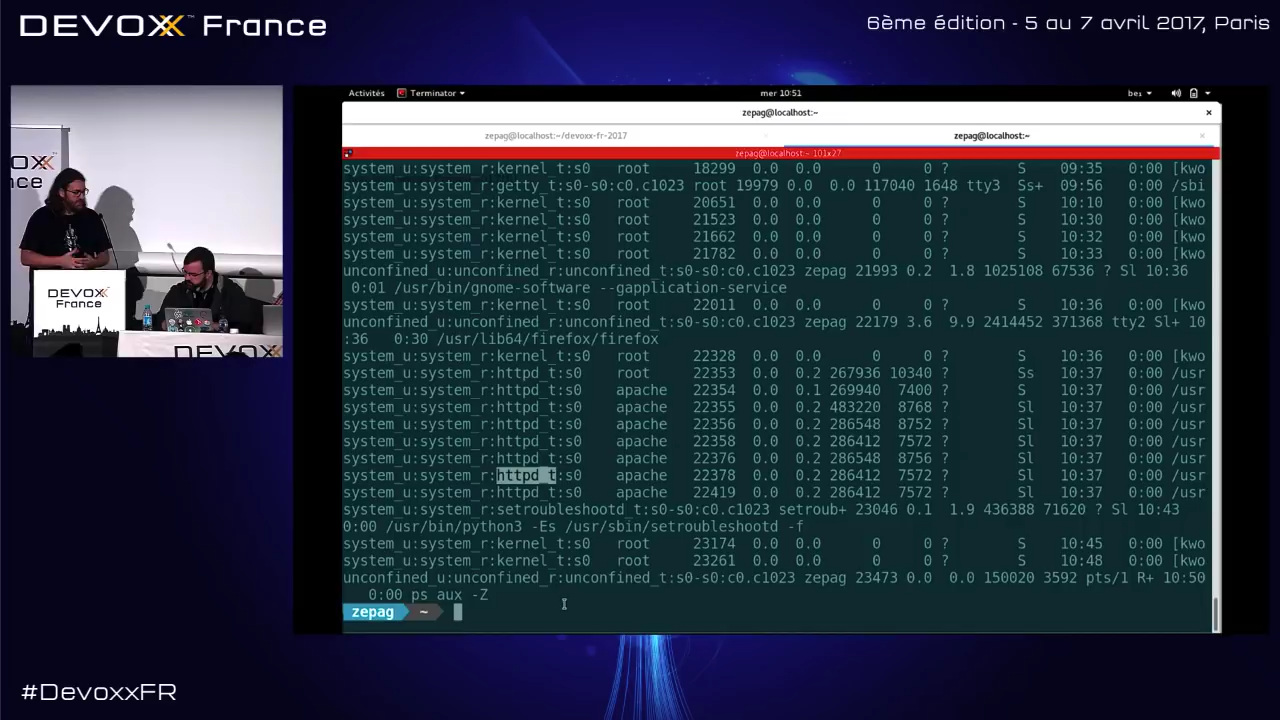 DEVOXX™ France
6ème édition - 5 au 7 avril 2017, Paris
Activités Terminator mer 10:51 be₁
zepag@localhost:~
zepag@localhost:~/devoxx-fr-2017 zepag@localhost:~
zepag@localhost:~ 101x27
system_u:system_r:kernel_t:s0 root 18299 0.0 0.0 0 0 ? S 09:35 0:00 [kwo
system_u:system_r:getty_t:s0-s0:c0.c1023 root 19979 0.0 0.0 117040 1648 tty3 Ss+ 09:56 0:00 /sbi
system_u:system_r:kernel_t:s0 root 20651 0.0 0.0 0 0 ? S 10:10 0:00 [kwo
system_u:system_r:kernel_t:s0 root 21523 0.0 0.0 0 0 ? S 10:30 0:00 [kwo
system_u:system_r:kernel_t:s0 root 21662 0.0 0.0 0 0 ? S 10:32 0:00 [kwo
system_u:system_r:kernel_t:s0 root 21782 0.0 0.0 0 0 ? S 10:33 0:00 [kwo
unconfined_u:unconfined_r:unconfined_t:s0-s0:c0.c1023 zepag 21993 0.2 1.8 1025108 67536 ? Sl 10:36
0:01 /usr/bin/gnome-software --gapplication-service
system_u:system_r:kernel_t:s0 root 22011 0.0 0.0 0 0 ? S 10:36 0:00 [kwo
unconfined_u:unconfined_r:unconfined_t:s0-s0:c0.c1023 zepag 22179 3.6 9.9 2414452 371368 tty2 Sl+ 10
:36 0:30 /usr/lib64/firefox/firefox
system_u:system_r:kernel_t:s0 root 22328 0.0 0.0 0 0 ? S 10:36 0:00 [kwo
system_u:system_r:httpd_t:s0 root 22353 0.0 0.2 267936 10340 ? Ss 10:37 0:00 /usr
system_u:system_r:httpd_t:s0 apache 22354 0.0 0.1 269940 7400 ? S 10:37 0:00 /usr
system_u:system_r:httpd_t:s0 apache 22355 0.0 0.2 483220 8768 ? Sl 10:37 0:00 /usr
system_u:system_r:httpd_t:s0 apache 22356 0.0 0.2 286548 8752 ? Sl 10:37 0:00 /usr
system_u:system_r:httpd_t:s0 apache 22358 0.0 0.2 286412 7572 ? Sl 10:37 0:00 /usr
system_u:system_r:httpd_t:s0 apache 22376 0.0 0.2 286548 8756 ? Sl 10:37 0:00 /usr
system_u:system_r:httpd_t:s0 apache 22378 0.0 0.2 286412 7572 ? Sl 10:37 0:00 /usr
system_u:system_r:httpd_t:s0 apache 22419 0.0 0.2 286412 7572 ? Sl 10:37 0:00 /usr
system_u:system_r:setroubleshootd_t:s0-s0:c0.c1023 setroub+ 23046 0.1 1.9 436388 71620 ? Sl 10:43
0:00 /usr/bin/python3 -Es /usr/sbin/setroubleshootd -f
system_u:system_r:kernel_t:s0 root 23174 0.0 0.0 0 0 ? S 10:45 0:00 [kwo
system_u:system_r:kernel_t:s0 root 23261 0.0 0.0 0 0 ? S 10:48 0:00 [kwo
unconfined_u:unconfined_r:unconfined_t:s0-s0:c0.c1023 zepag 23473 0.0 0.0 150020 3592 pts/1 R+ 10:50
0:00 ps aux -Z
zepag ~
DEVOXX
France
#DevoxxFR